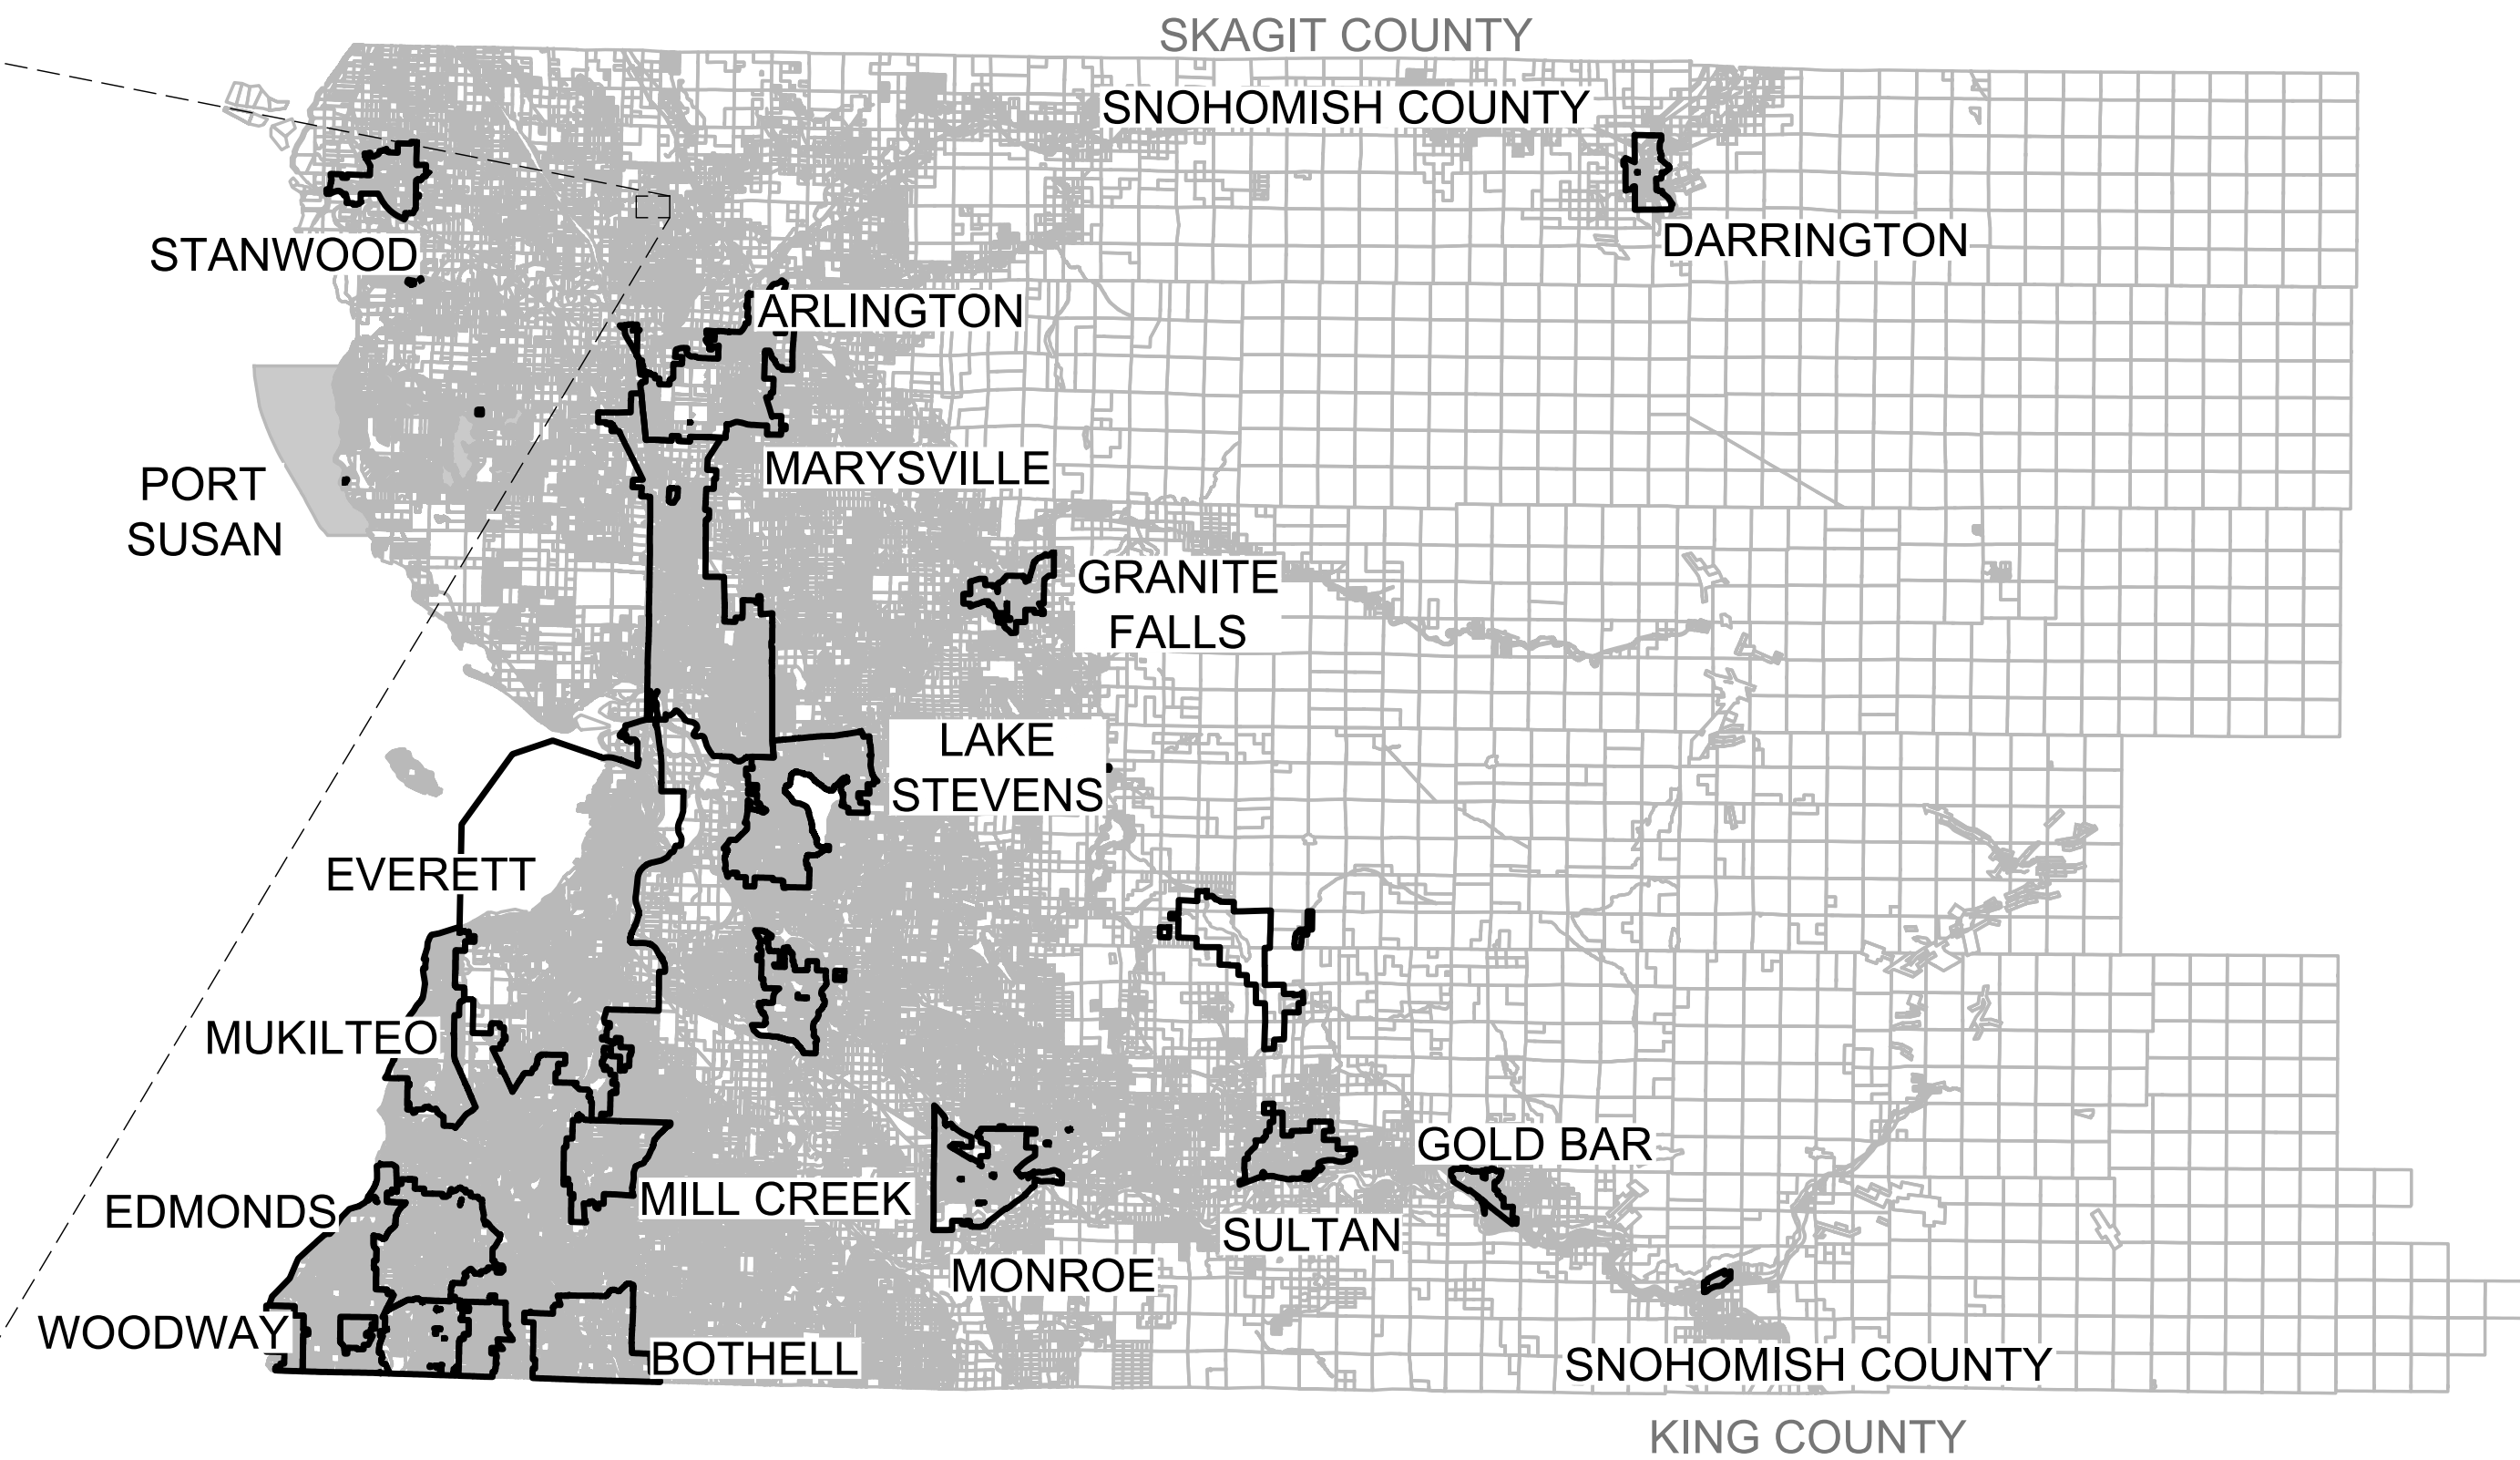 SKAGIT COUNTY
SNOHOMISH COUNTY
DARRINGTON
STANWOOD
ARLINGTON
MARYSVILLE
PORT
SUSAN
GRANITE
FALLS
LAKE
STEVENS
EVERETT
MUKILTEO
GOLD BAR
MILL CREEK
EDMONDS
SULTAN
MONROE
WOODWAY
BOTHELL
SNOHOMISH COUNTY
KING COUNTY